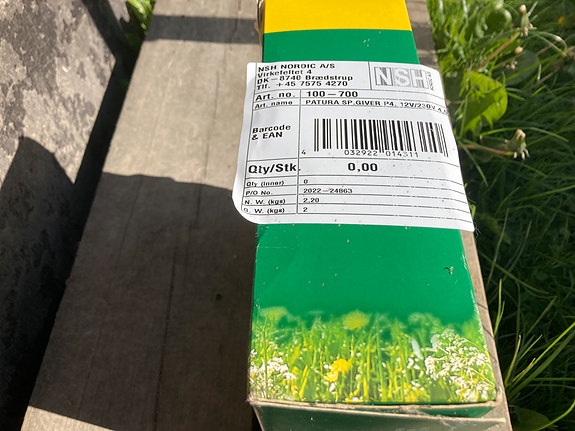 NSH NORDIC A/S
Virkefeltet 4
DK-8740 Brædstrup
Tlf. +45 7575 4270
NSH
Art. no. 100-700
Art. name PATURA SP.GIVER P4, 12V/230V
Barcode
& EAN
4 032922 014311
Qty/Stk. 0,00
Qty (inner) 0
P/O No. 2022-24863
N. W. (kgs) 2,20
G. W. (kgs) 2